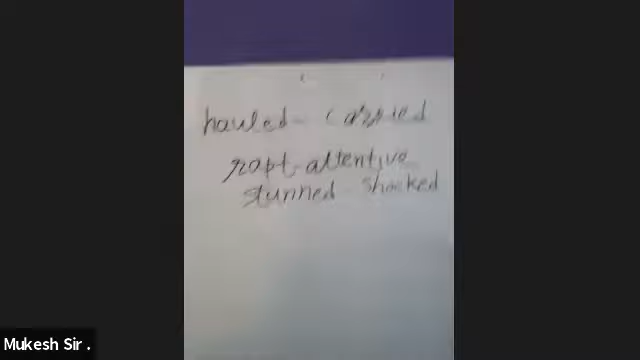 hauled - carried
rapt - attentive
stunned - shocked
Mukesh Sir .